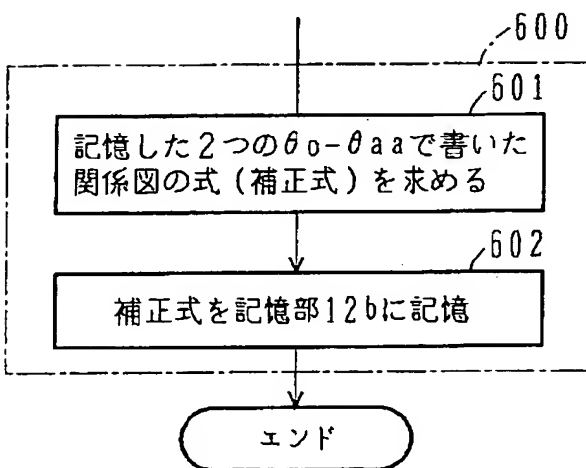 600
601
記憶した2つのθo-θaaで書いた
関係図の式(補正式)を求める
602
補正式を記憶部12bに記憶
エンド